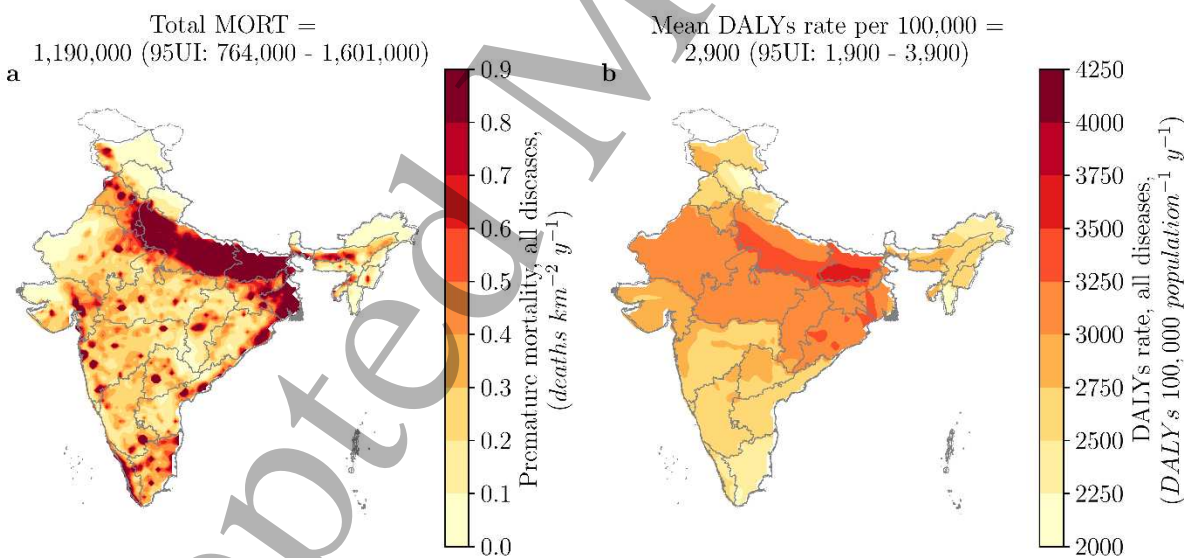 Total MORT =
1,190,000 (95UI: 764,000 - 1,601,000)
a
0.9
0.8
0.7
0.6
0.5
0.4
0.3
0.2
0.1
0.0
Premature mortality, all diseases,
(deaths km⁻² y⁻¹)
Mean DALYs rate per 100,000 =
2,900 (95UI: 1,900 - 3,900)
b
4250
4000
3750
3500
3250
3000
2750
2500
2250
2000
DALYs rate, all diseases,
(DALYs 100,000 population⁻¹ y⁻¹)
epted M